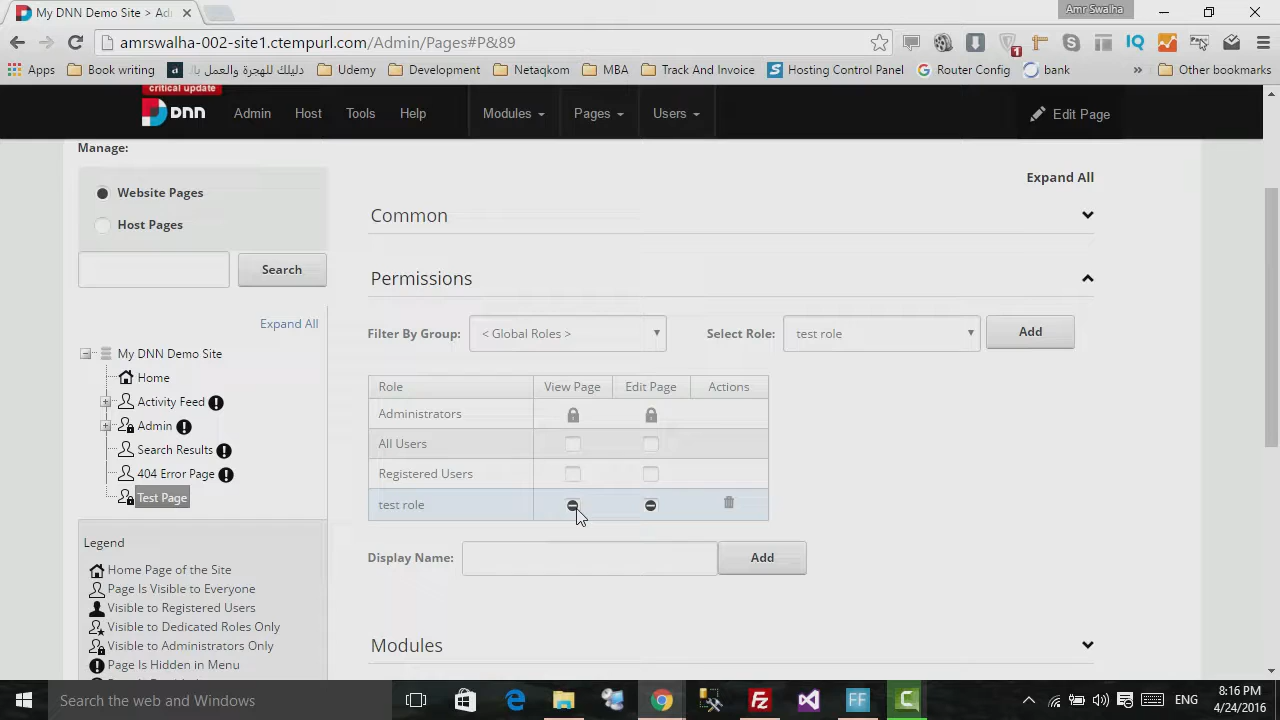 My DNN Demo Site > Adı
Amr Swalha
amrswalha-002-site1.ctempurl.com/Admin/Pages#P&89
1
IQ
Apps
Book writing
a
دليلك للهجرة والعمل با
Udemy
Development
Netaqkom
MBA
Track And Invoice
S Hosting Control Panel
Router Config
bank
»
Other bookmarks
critical update
DNN
Admin
Host
Tools
Help
Modules
Pages
Users
Edit Page
Manage:
Website Pages
Host Pages
Search
Expand All
My DNN Demo Site
Home
Activity Feed
Admin
Search Results
404 Error Page
Test Page
Legend
Home Page of the Site
Page Is Visible to Everyone
Visible to Registered Users
Visible to Dedicated Roles Only
Visible to Administrators Only
Page Is Hidden in Menu
Expand All
Common
Permissions
Filter By Group:
< Global Roles >
Select Role:
test role
Add
Role
View Page
Edit Page
Actions
Administrators
All Users
Registered Users
test role
Display Name:
Add
Modules
Search the web and Windows
Fz
FF
ENG
8:16 PM
4/24/2016